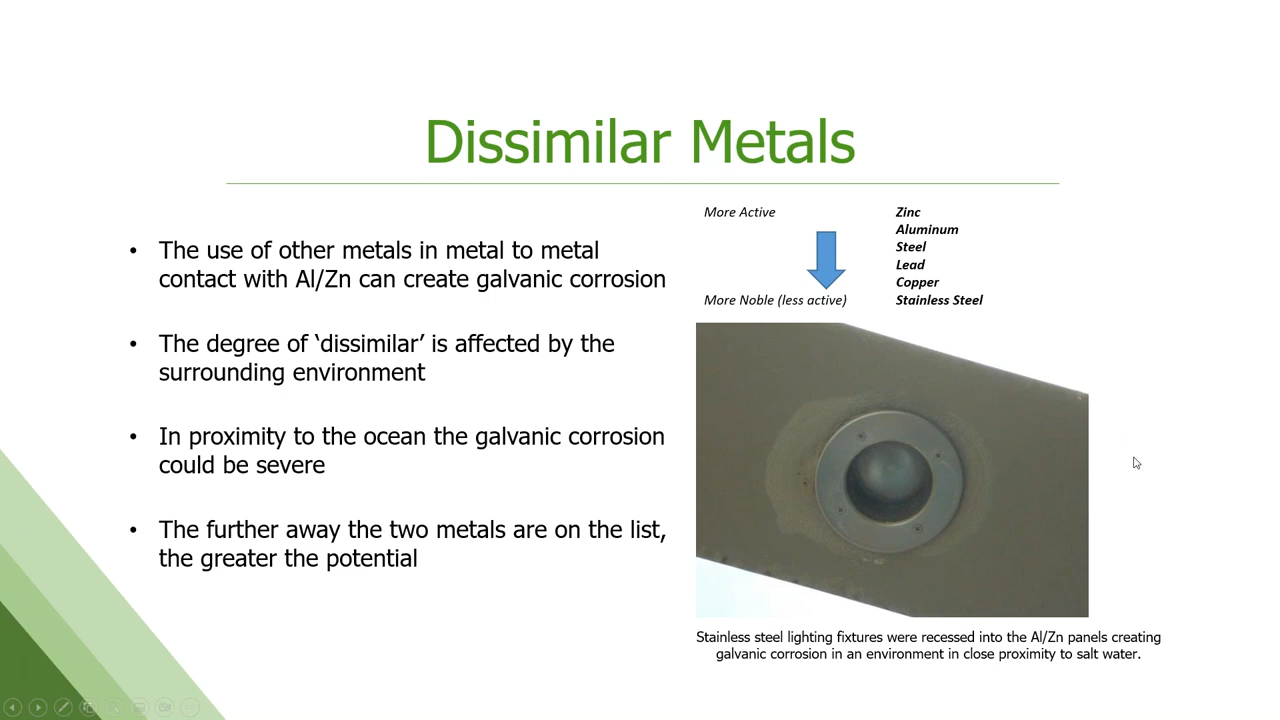 Dissimilar Metals
• The use of other metals in metal to metal
contact with Al/Zn can create galvanic corrosion
• The degree of ‘dissimilar’ is affected by the
surrounding environment
• In proximity to the ocean the galvanic corrosion
could be severe
• The further away the two metals are on the list,
the greater the potential
More Active
More Noble (less active)
Zinc
Aluminum
Steel
Lead
Copper
Stainless Steel
Stainless steel lighting fixtures were recessed into the Al/Zn panels creating
galvanic corrosion in an environment in close proximity to salt water.